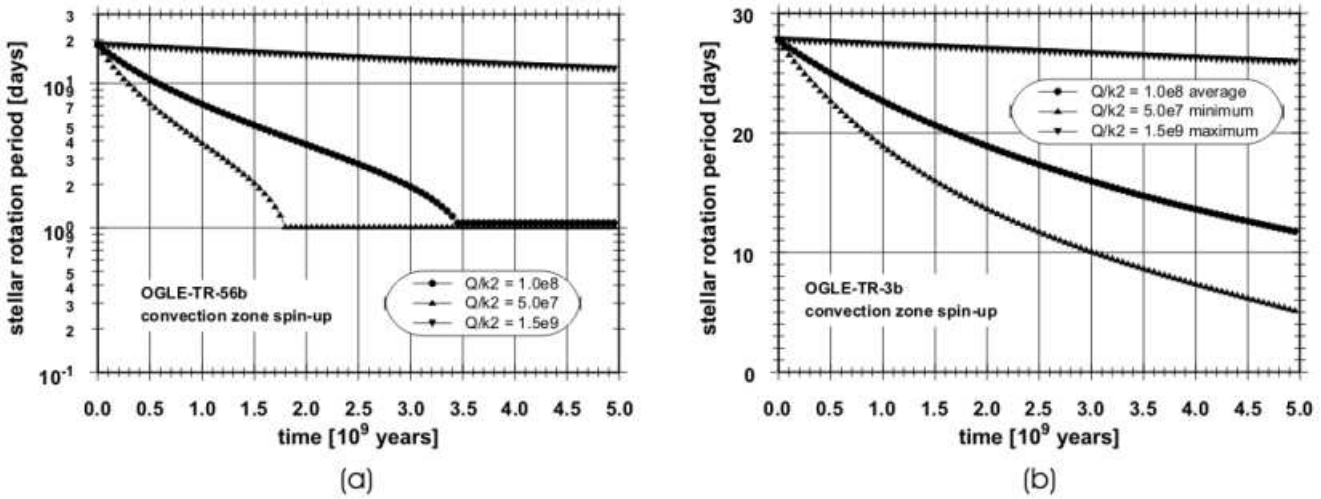 stellar rotation period [days]
3
2
10¹
9
7
5
4
3
2
10⁰
9
7
5
4
3
2
10⁻¹
OGLE-TR-56b
convection zone spin-up
Q/k2 = 1.0e8
Q/k2 = 5.0e7
Q/k2 = 1.5e9
0.0 0.5 1.0 1.5 2.0 2.5 3.0 3.5 4.0 4.5 5.0
time [10⁹ years]
(a)
stellar rotation period [days]
30
20
10
0
Q/k2 = 1.0e8 average
Q/k2 = 5.0e7 minimum
Q/k2 = 1.5e9 maximum
OGLE-TR-3b
convection zone spin-up
0.0 0.5 1.0 1.5 2.0 2.5 3.0 3.5 4.0 4.5 5.0
time [10⁹ years]
(b)